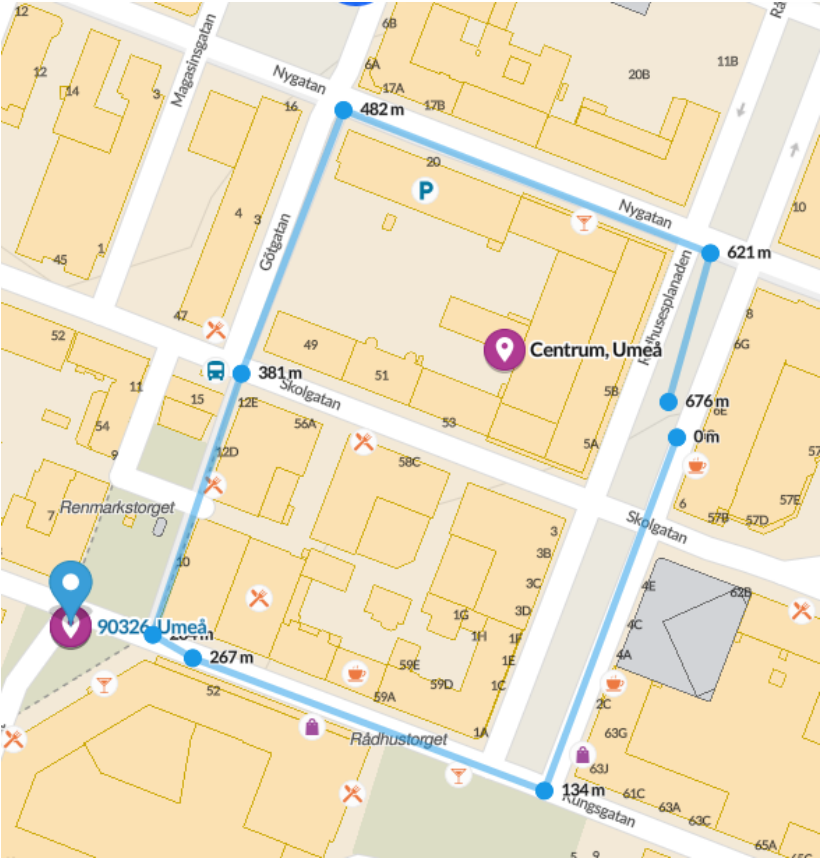 12
6B
Magasinsgatan
12
14
3
Nygatan
6A
17A
17B
20B
11B
16
482 m
20
P
4
3
Götgatan
Nygatan
10
621 m
45
1
47
Rådhusesplanaden
8
6G
52
49
51
Centrum, Umeå
11
381 m
Skolgatan
5B
15
12E
53
676 m
6E
54
56A
0 m
9
12D
58C
5A
57
Renmarkstorget
6
57E
7
57B
57D
Skolgatan
3
3B
10
4E
62B
3C
3D
4C
90326, Umeå
1G
1H
1F
267 m
59E
1E
4A
59D
1C
52
59A
2C
1A
63G
Rådhustorget
63J
134 m
61C
Kungsgatan
63A
63C
65A
5
9